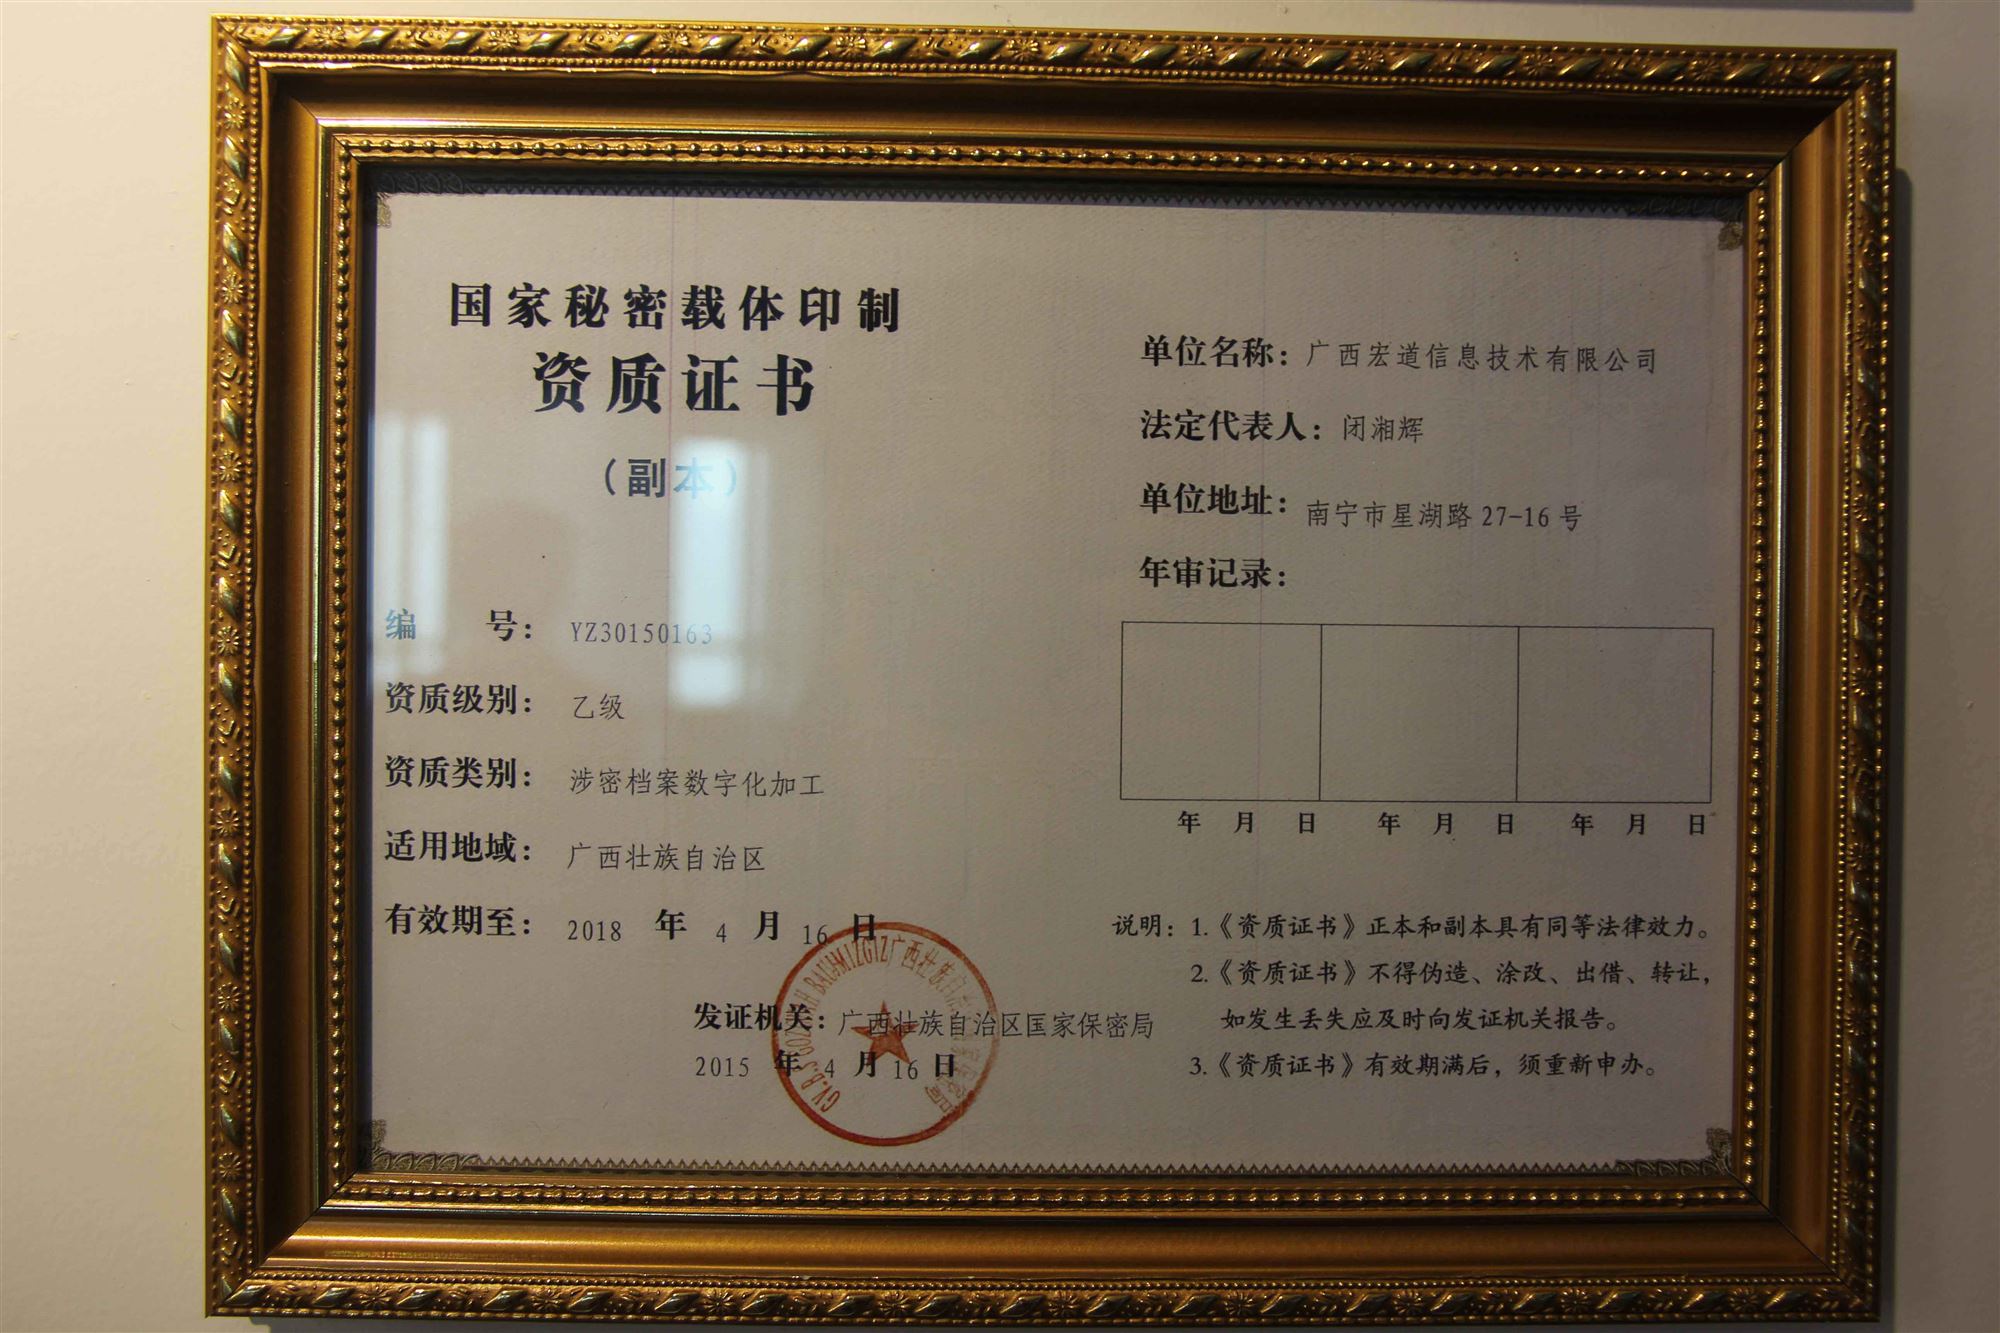 国家秘密载体印制
资质证书
（副本）
编　　号：YZ30150163
资质级别：乙级
资质类别：涉密档案数字化加工
适用地域：广西壮族自治区
有效期至：2018 年 4 月 16 日
发证机关：广西壮族自治区国家保密局
2015 年 4 月 16 日
单位名称：广西宏道信息技术有限公司
法定代表人：闭湘辉
单位地址：南宁市星湖路 27-16 号
年审记录：
年 月 日 年 月 日 年 月 日
说明：1.《资质证书》正本和副本具有同等法律效力。
2.《资质证书》不得伪造、涂改、出借、转让，
如发生丢失应及时向发证机关报告。
3.《资质证书》有效期满后，须重新申办。